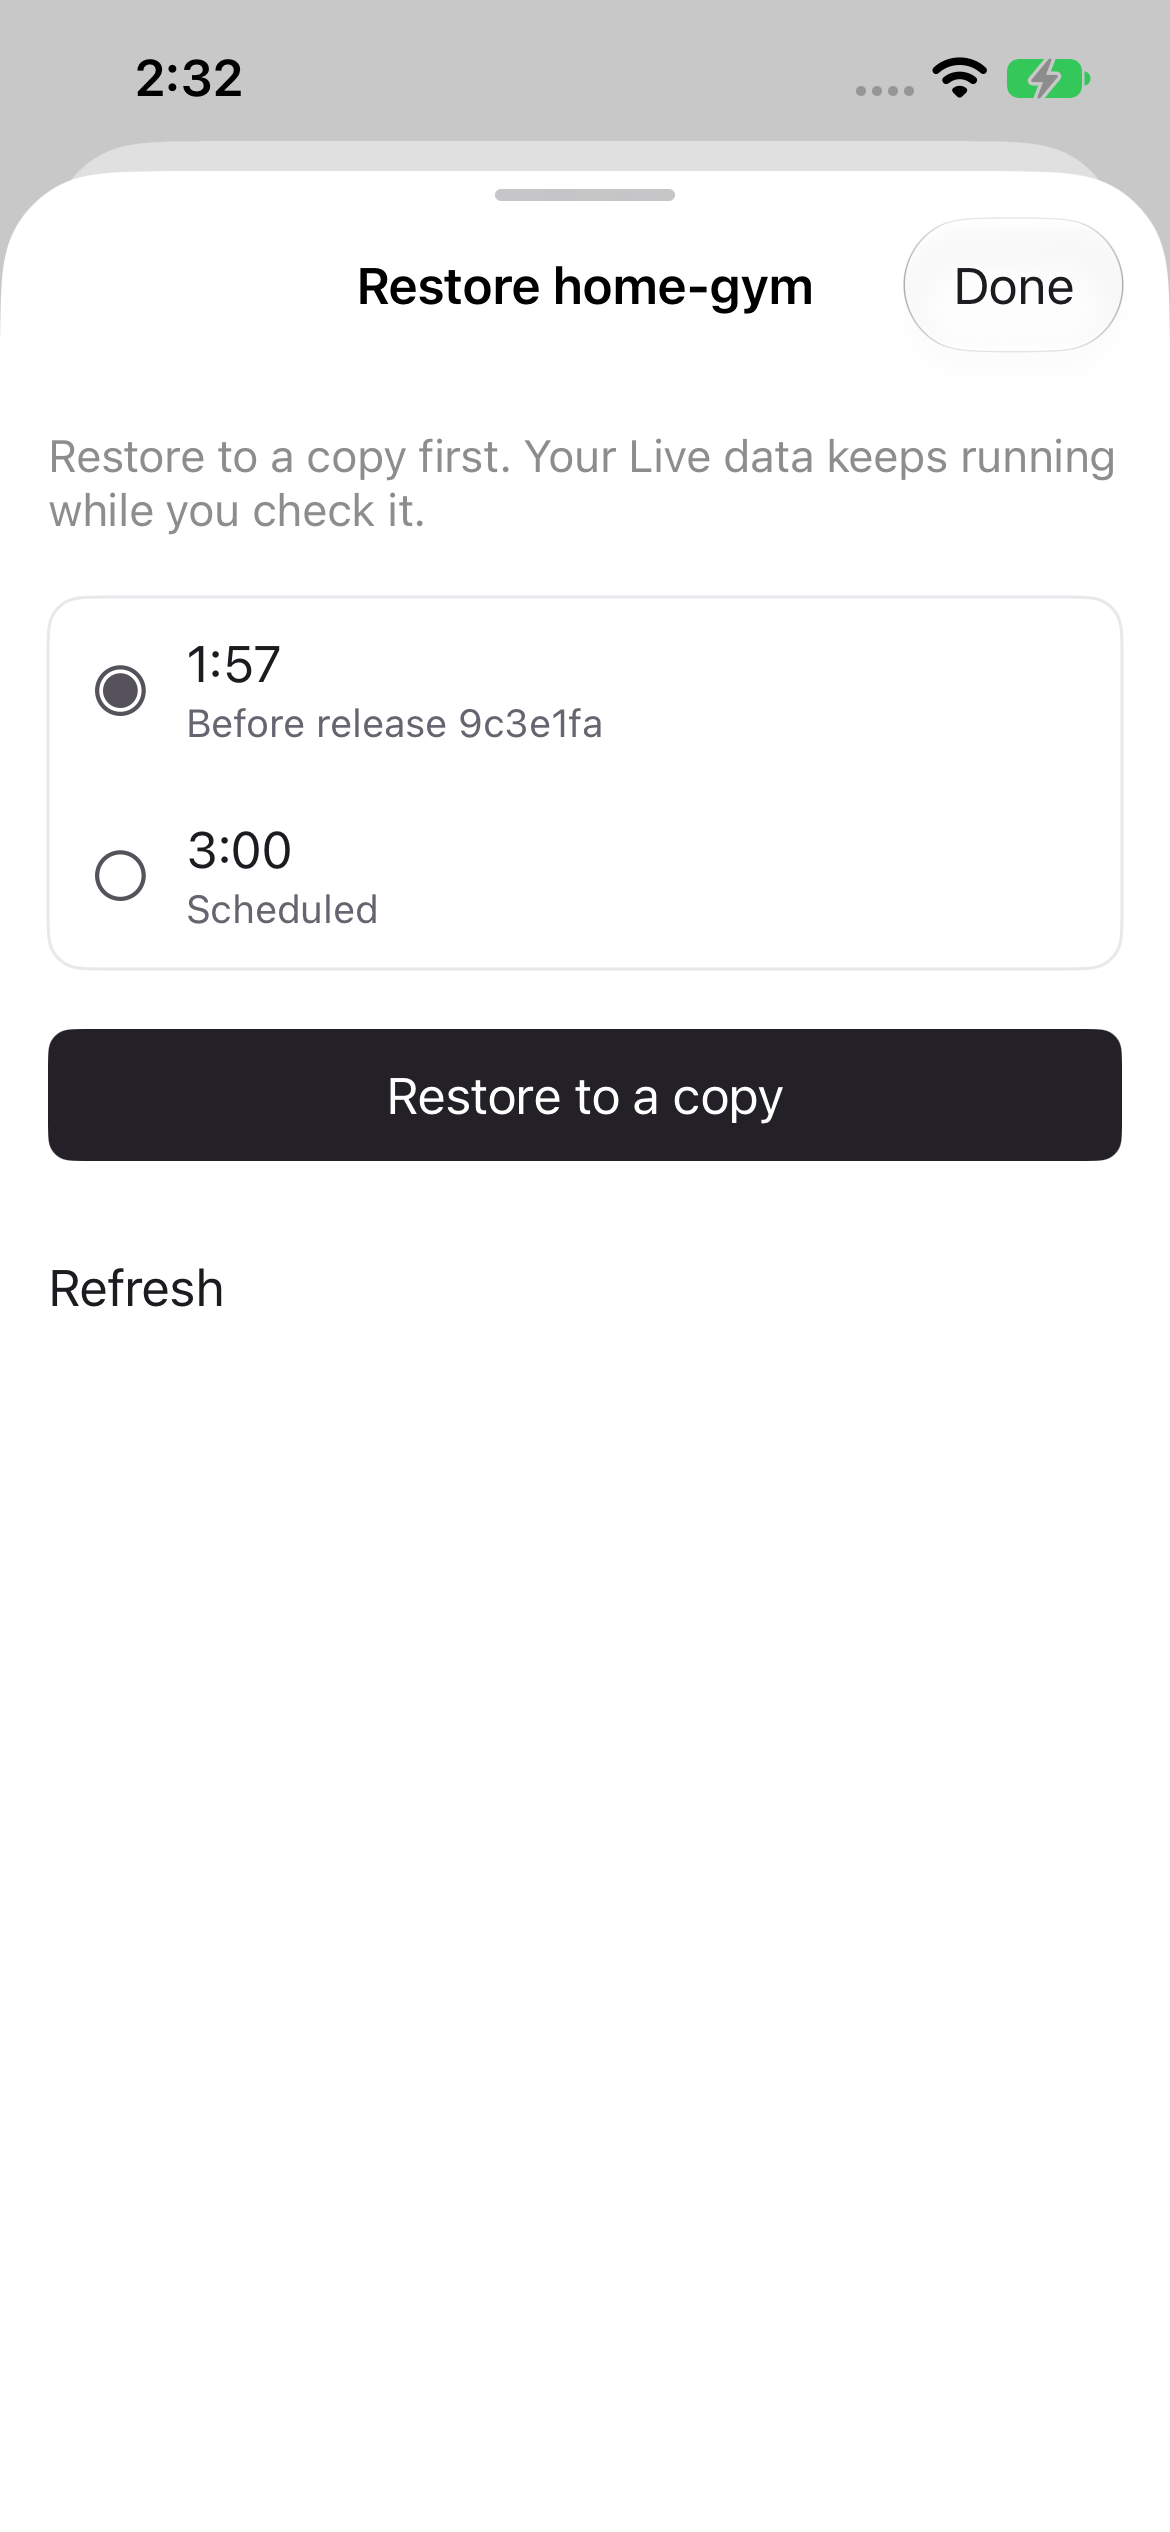 2:32
Restore home-gym
Done
Restore to a copy first. Your Live data keeps running
while you check it.
1:57
Before release 9c3e1fa
3:00
Scheduled
Restore to a copy
Refresh